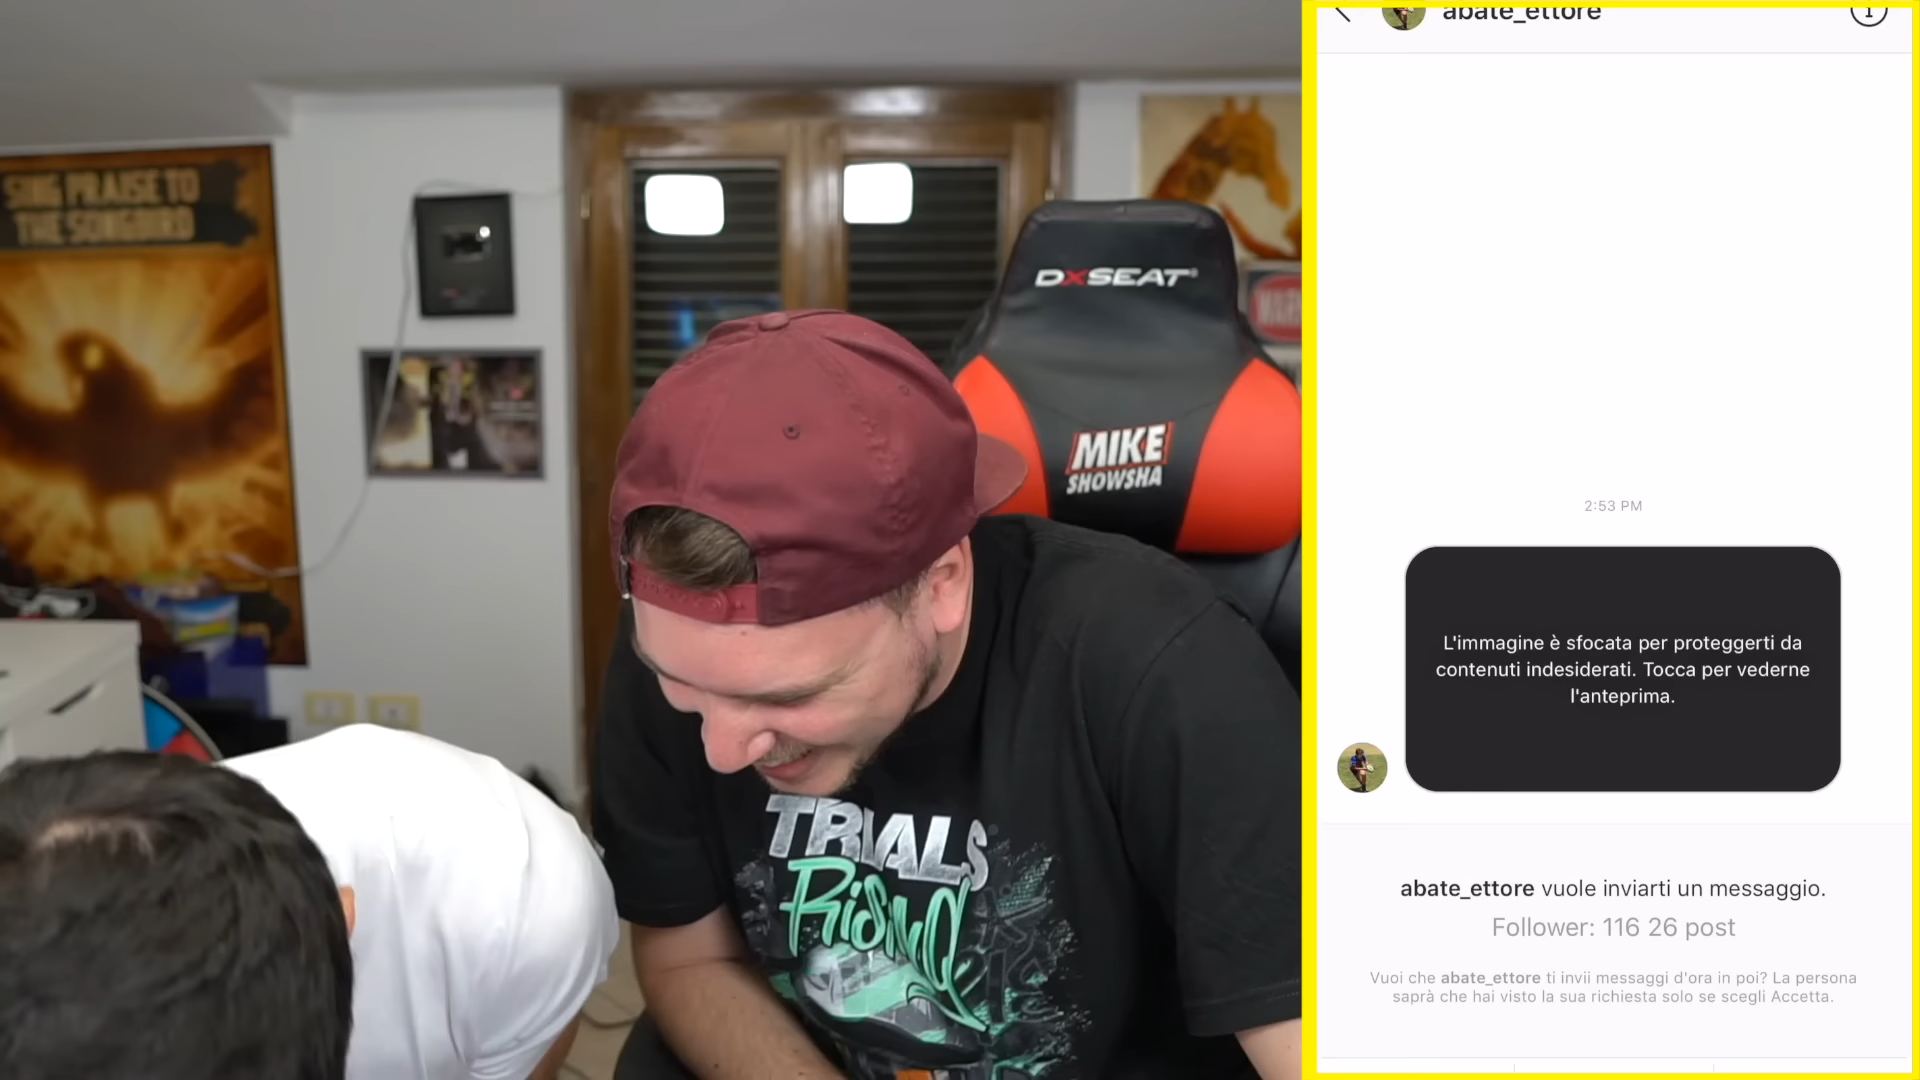 SING PRAISE TO
THE SONGBIRD
DXSEAT
MIKE
SHOWSHA
TRIALS
Rising
abate_ettore
2:53 PM
L'immagine è sfocata per proteggerti da
contenuti indesiderati. Tocca per vederne
l'anteprima.
abate_ettore vuole inviarti un messaggio.
Follower: 116 26 post
Vuoi che abate_ettore ti invii messaggi d'ora in poi? La persona
saprà che hai visto la sua richiesta solo se scegli Accetta.